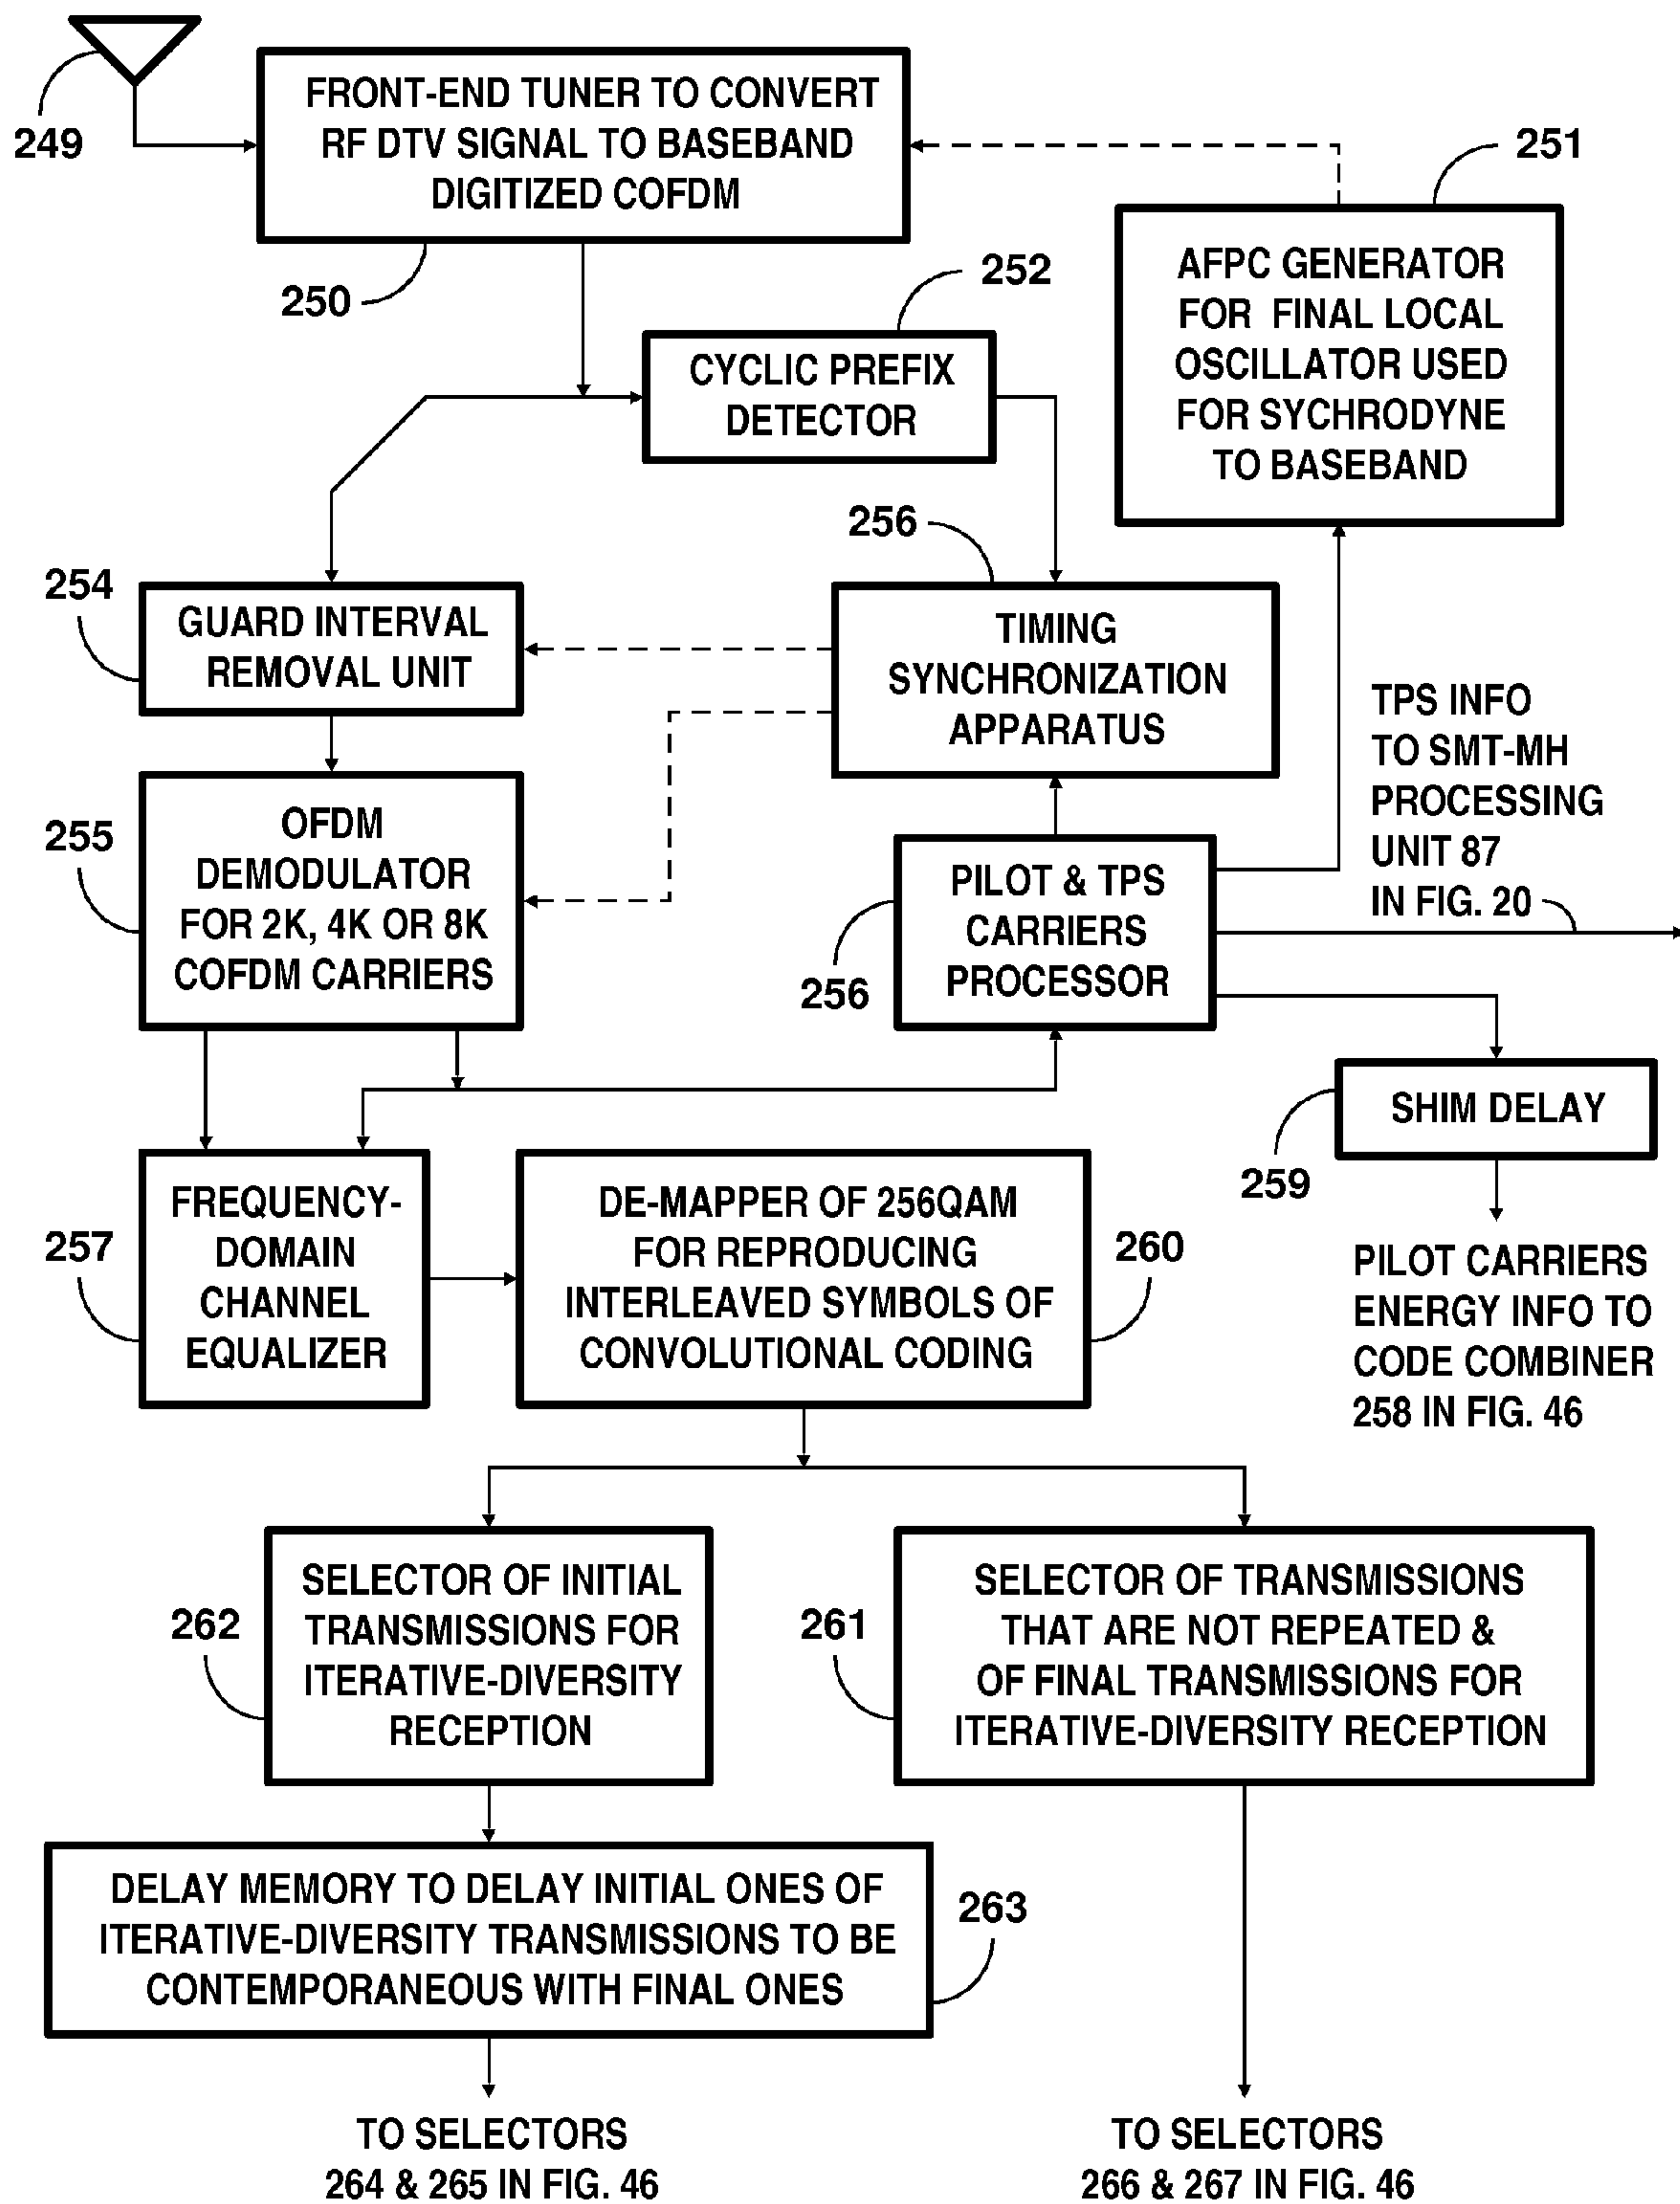 249
FRONT-END TUNER TO CONVERT
RF DTV SIGNAL TO BASEBAND
DIGITIZED COFDM
250
251
AFPC GENERATOR
FOR FINAL LOCAL
OSCILLATOR USED
FOR SYCHRODYNE
TO BASEBAND
252
CYCLIC PREFIX
DETECTOR
256
254
GUARD INTERVAL
REMOVAL UNIT
TIMING
SYNCHRONIZATION
APPARATUS
TPS INFO
TO SMT-MH
PROCESSING
UNIT 87
IN FIG. 20
255
OFDM
DEMODULATOR
FOR 2K, 4K OR 8K
COFDM CARRIERS
PILOT & TPS
CARRIERS
PROCESSOR
256
SHIM DELAY
259
257
FREQUENCY-
DOMAIN
CHANNEL
EQUALIZER
DE-MAPPER OF 256QAM
FOR REPRODUCING
INTERLEAVED SYMBOLS OF
CONVOLUTIONAL CODING
260
PILOT CARRIERS
ENERGY INFO TO
CODE COMBINER
258 IN FIG. 46
262
SELECTOR OF INITIAL
TRANSMISSIONS FOR
ITERATIVE-DIVERSITY
RECEPTION
261
SELECTOR OF TRANSMISSIONS
THAT ARE NOT REPEATED &
OF FINAL TRANSMISSIONS FOR
ITERATIVE-DIVERSITY RECEPTION
DELAY MEMORY TO DELAY INITIAL ONES OF
ITERATIVE-DIVERSITY TRANSMISSIONS TO BE
CONTEMPORANEOUS WITH FINAL ONES
263
TO SELECTORS
264 & 265 IN FIG. 46
TO SELECTORS
266 & 267 IN FIG. 46